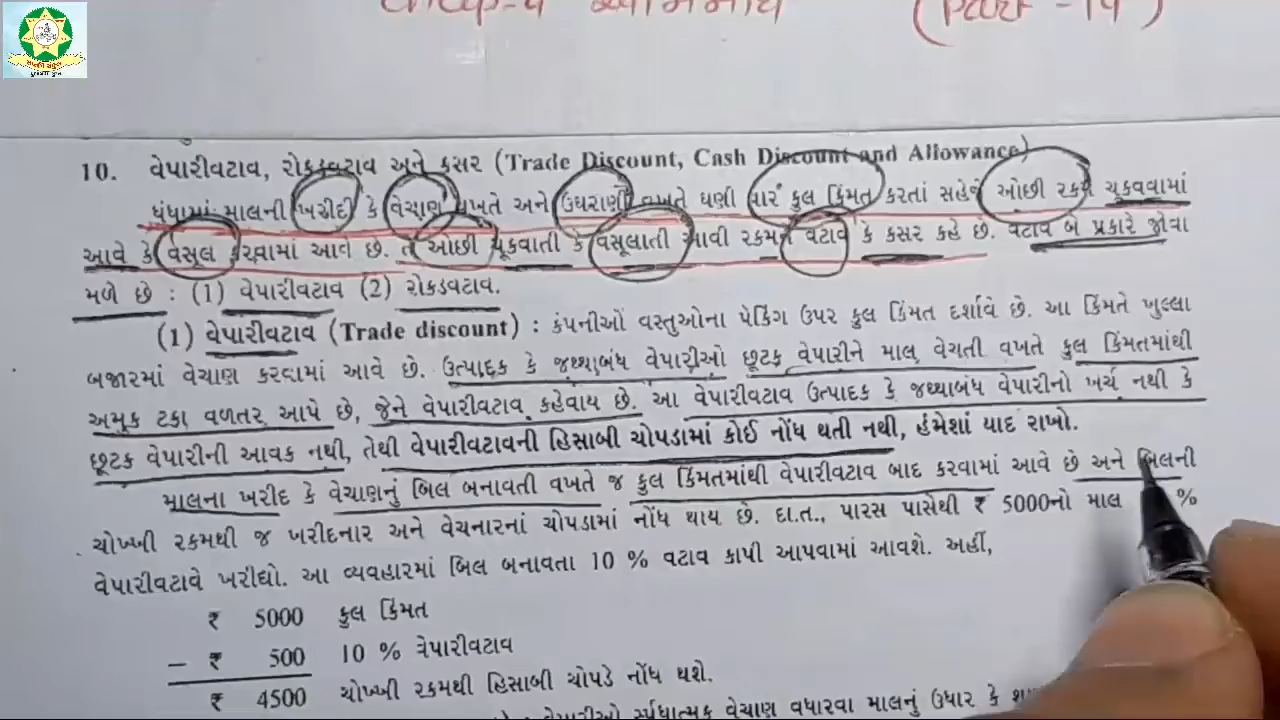 10. વેપારીવટાવ, રોકડવટાવ અને કસર (Trade Discount, Cash Discount and Allowance)
ધંધામાં માલની ખરીદી કે વેચાણ વખતે અને ઉઘરાણી વખતે ઘણી વાર કુલ કિંમત કરતાં સહેજે ઓછી રકમ ચૂકવવામાં
આવે કે વસૂલ કરવામાં આવે છે. તે ઓછી ચૂકવાતી કે વસૂલાતી આવી રકમને વટાવ કે કસર કહે છે. વટાવ બે પ્રકારે જોવા
મળે છે : (1) વેપારીવટાવ (2) રોકડવટાવ.
(1) વેપારીવટાવ (Trade discount) : કંપનીઓ વસ્તુઓના પેકિંગ ઉપર કુલ કિંમત દર્શાવે છે. આ કિંમતે ખુલ્લા
બજારમાં વેચાણ કરવામાં આવે છે. ઉત્પાદક કે જથ્થાબંધ વેપારીઓ છૂટક વેપારીને માલ વેચતી વખતે કુલ કિંમતમાંથી
અમુક ટકા વળતર આપે છે, જેને વેપારીવટાવ કહેવાય છે. આ વેપારીવટાવ ઉત્પાદક કે જથ્થાબંધ વેપારીનો ખર્ચ નથી કે
છૂટક વેપારીની આવક નથી, તેથી વેપારીવટાવની હિસાબી ચોપડામાં કોઈ નોંધ થતી નથી, હંમેશાં યાદ રાખો.
માલના ખરીદ કે વેચાણનું બિલ બનાવતી વખતે જ કુલ કિંમતમાંથી વેપારીવટાવ બાદ કરવામાં આવે છે અને બિલની
ચોખ્ખી રકમથી જ ખરીદનાર અને વેચનારનાં ચોપડામાં નોંધ થાય છે. દા.ત., પારસ પાસેથી ₹ 5000નો માલ %
વેપારીવટાવે ખરીદ્યો. આ વ્યવહારમાં બિલ બનાવતા 10 % વટાવ કાપી આપવામાં આવશે. અહીં,
₹ 5000 કુલ કિંમત
– ₹ 500 10 % વેપારીવટાવ
₹ 4500 ચોખ્ખી રકમથી હિસાબી ચોપડે નોંધ થશે.
વેપારીઓ સ્પર્ધાત્મક વેચાણ વધારવા માલનું ઉધાર કે